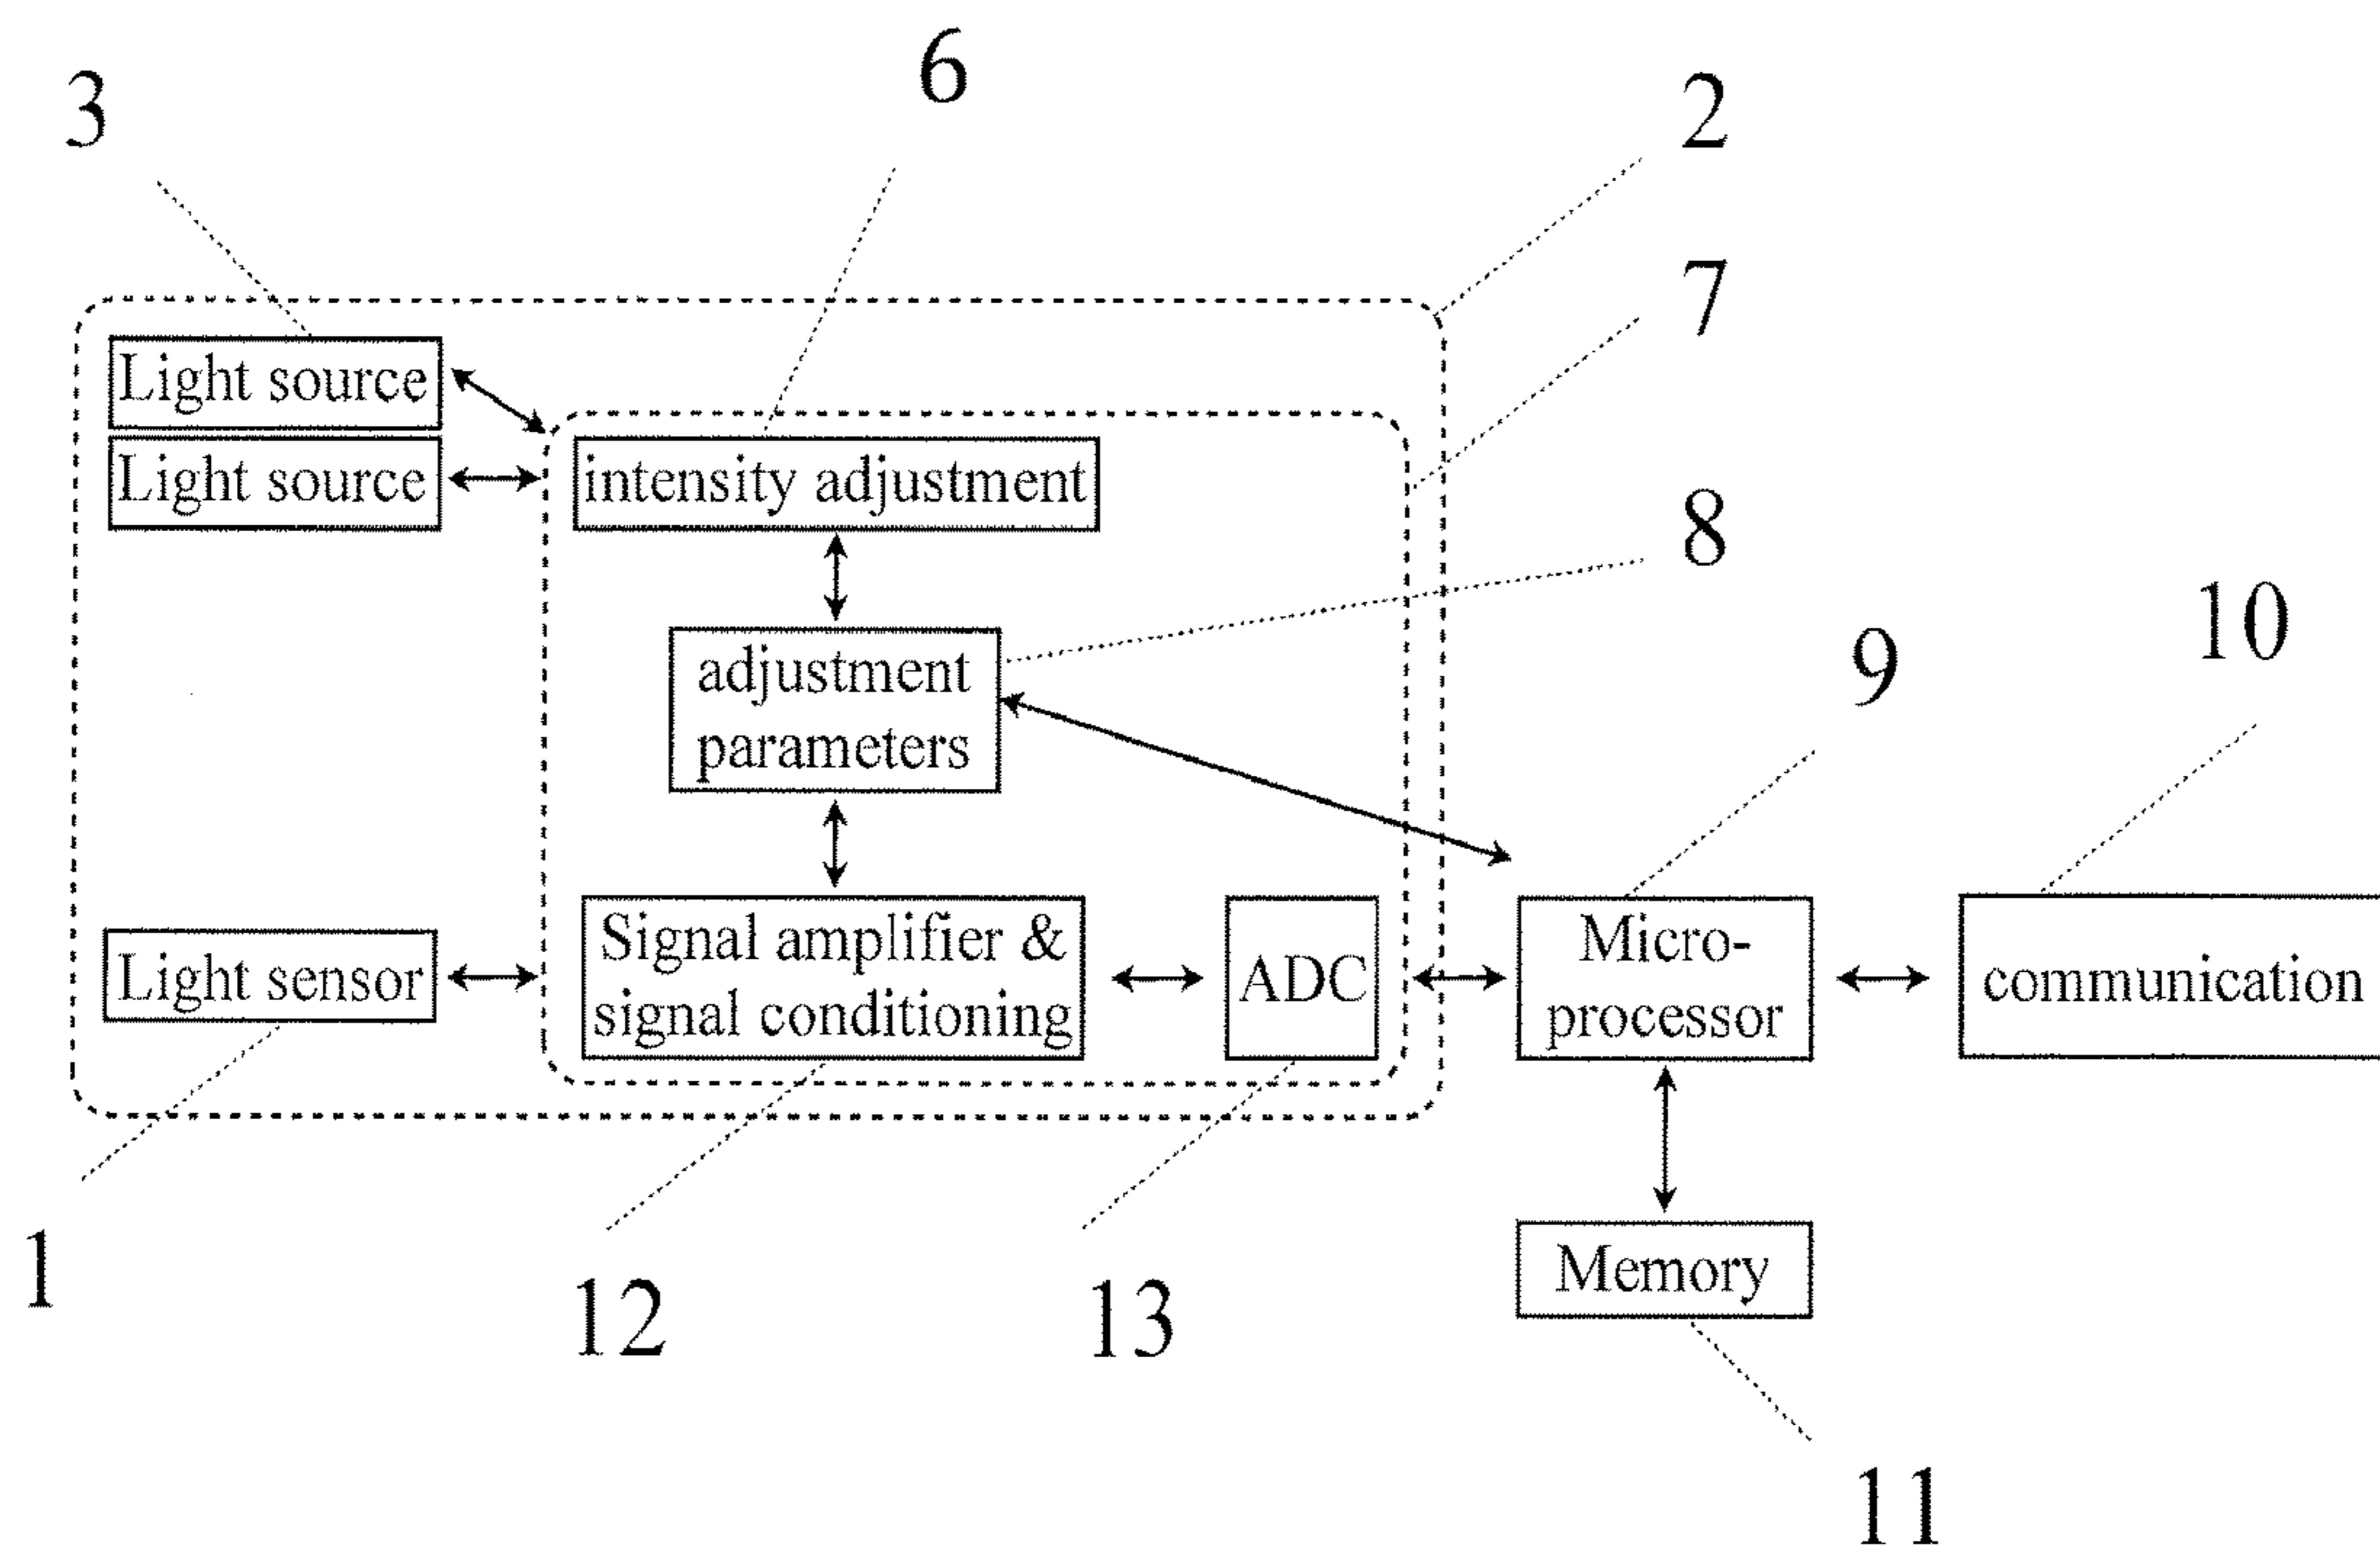 6
3
2
7
Light source
Light source
intensity adjustment
8
adjustment
parameters
9
10
Signal amplifier &
signal conditioning
ADC
Micro-
processor
communication
Light sensor
1
12
13
Memory
11